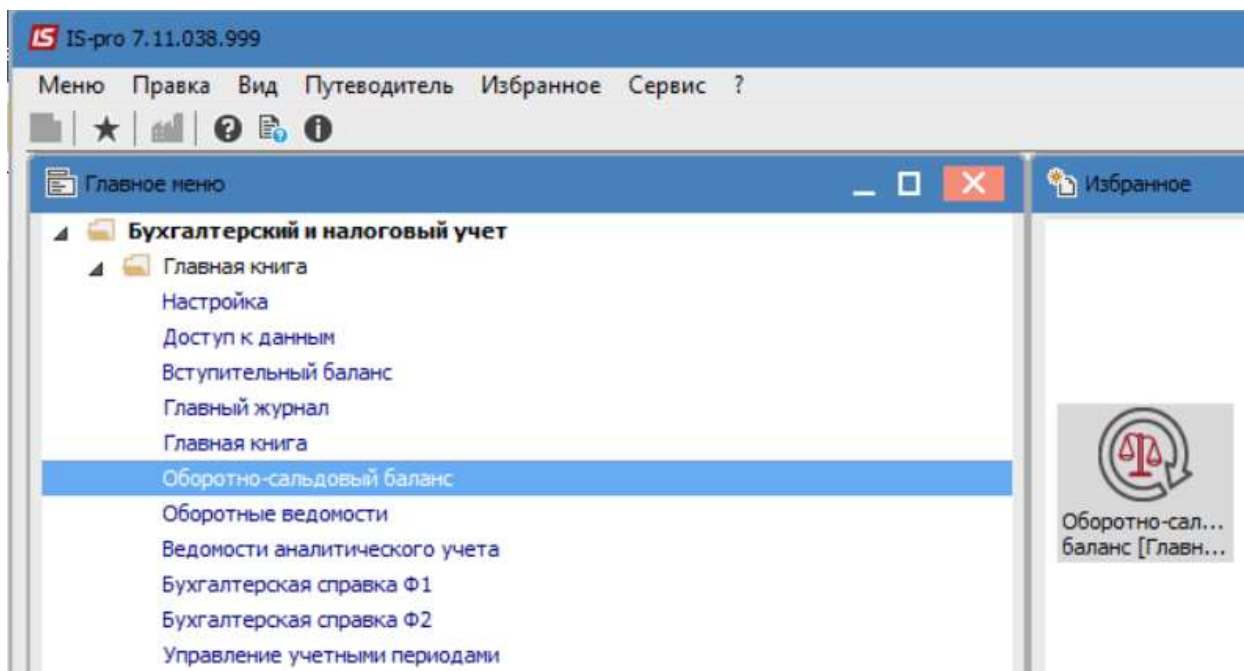 IS-pro 7.11.038.999
Меню Правка Вид Путеводитель Избранное Сервис ?
Главное меню
Избранное
Бухгалтерский и налоговый учет
Главная книга
Настройка
Доступ к данным
Вступительный баланс
Главный журнал
Главная книга
Оборотно-сальдовый баланс
Оборотные ведомости
Ведомости аналитического учета
Бухгалтерская справка Ф1
Бухгалтерская справка Ф2
Управление учетными периодами
Оборотно-сал...
баланс [Главн...